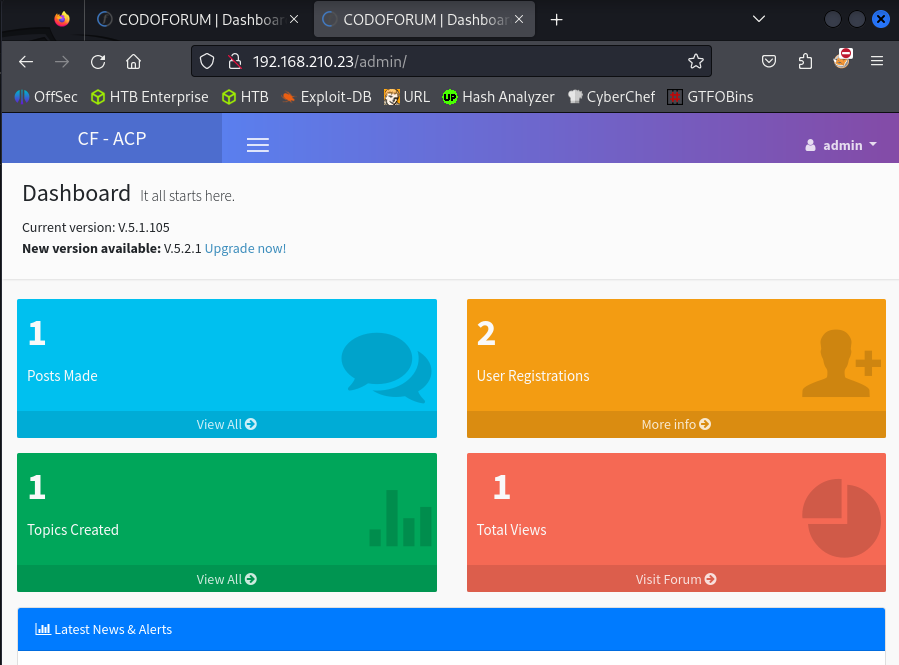 CODOFORUM | Dashboar
CODOFORUM | Dashboar
192.168.210.23/admin/
OffSec HTB Enterprise HTB Exploit-DB URL Hash Analyzer CyberChef GTFOBins
CF - ACP
admin
Dashboard It all starts here.
Current version: V.5.1.105
New version available: V.5.2.1 Upgrade now!
1
Posts Made
View All
2
User Registrations
More info
1
Topics Created
View All
1
Total Views
Visit Forum
Latest News & Alerts